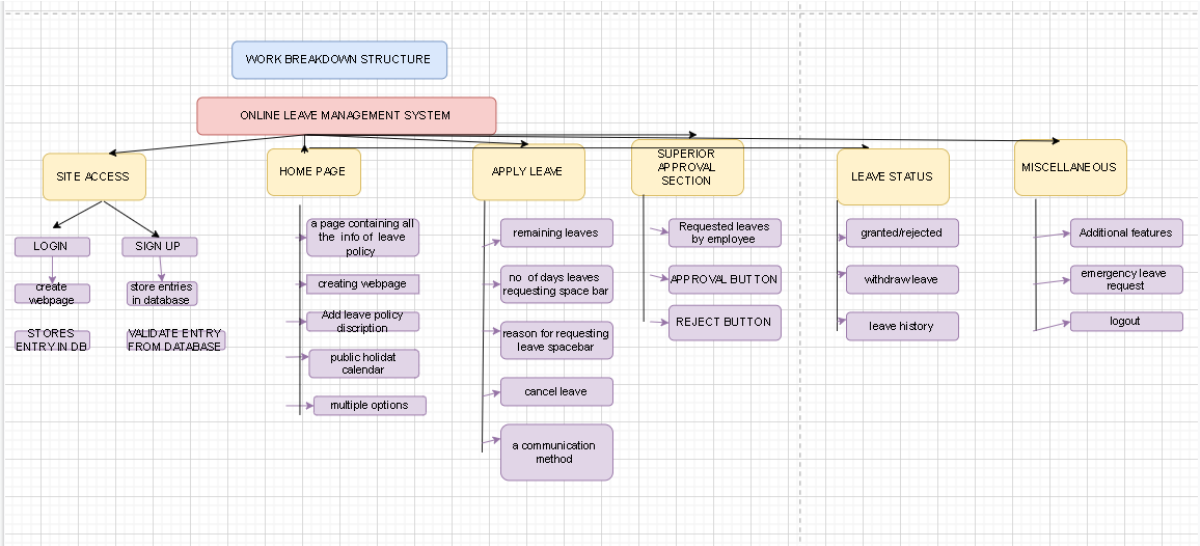 WORK BREAKDOWN STRUCTURE
ONLINE LEAVE MANAGEMENT SYSTEM
SITE ACCESS
LOGIN
create
webpage
STORES
ENTRY IN DB
SIGN UP
store entries
in database
VALIDATE ENTRY
FROM DATABASE
HOME PAGE
a page containing all
the info of leave
policy
creating webpage
Add leave policy
discription
public holidat
calendar
multiple options
APPLY LEAVE
remaining leaves
no of days leaves
requesting space bar
reason for requesting
leave spacebar
cancel leave
a communication
method
SUPERIOR
APPROVAL
SECTION
Requested leaves
by employee
APPROVAL BUTTON
REJECT BUTTON
LEAVE STATUS
granted/rejected
withdraw leave
leave history
MISCELLANEOUS
Additional features
emergency leave
request
logout